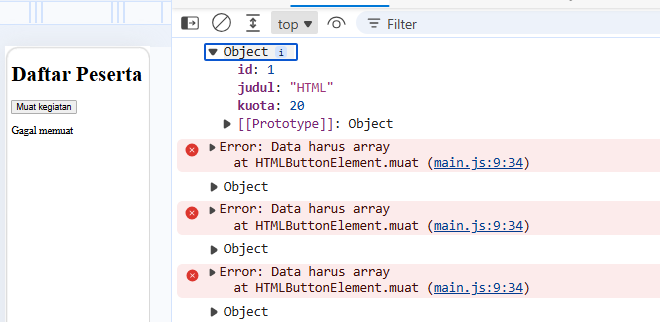 top
Filter
Daftar Peserta
Muat kegiatan
Gagal memuat
Object i
id: 1
judul: "HTML"
kuota: 20
[[Prototype]]: Object
Error: Data harus array
at HTMLButtonElement.muat (main.js:9:34)
Object
Error: Data harus array
at HTMLButtonElement.muat (main.js:9:34)
Object
Error: Data harus array
at HTMLButtonElement.muat (main.js:9:34)
Object